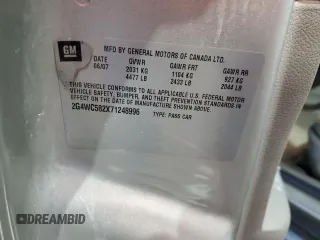 GM
MFD BY GENERAL MOTORS OF CANADA LTD.
DATE GVWR GAWR FRT GAWR RR
06/07 2031 KG 1104 KG 927 KG
4477 LB 2432 LB 2044 LB
THIS VEHICLE CONFORMS TO ALL APPLICABLE U.S. FEDERAL MOTOR
VEHICLE SAFETY, BUMPER, AND THEFT PREVENTION STANDARDS IN
EFFECT ON THE DATE OF MANUFACTURE SHOWN ABOVE.
2G4WC582X71248996 TYPE: PASS CAR
DREAMBID